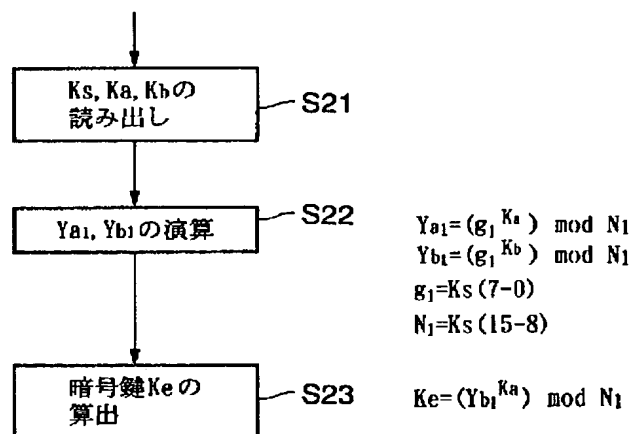 Ks, Ka, Kbの
読み出し
S21
Ya1, Yb1の演算
S22
Ya1=(g1^Ka) mod N1
Yb1=(g1^Kb) mod N1
g1=Ks(7-0)
N1=Ks(15-8)
暗号鍵Keの
算出
S23
Ke=(Yb1^Ka) mod N1